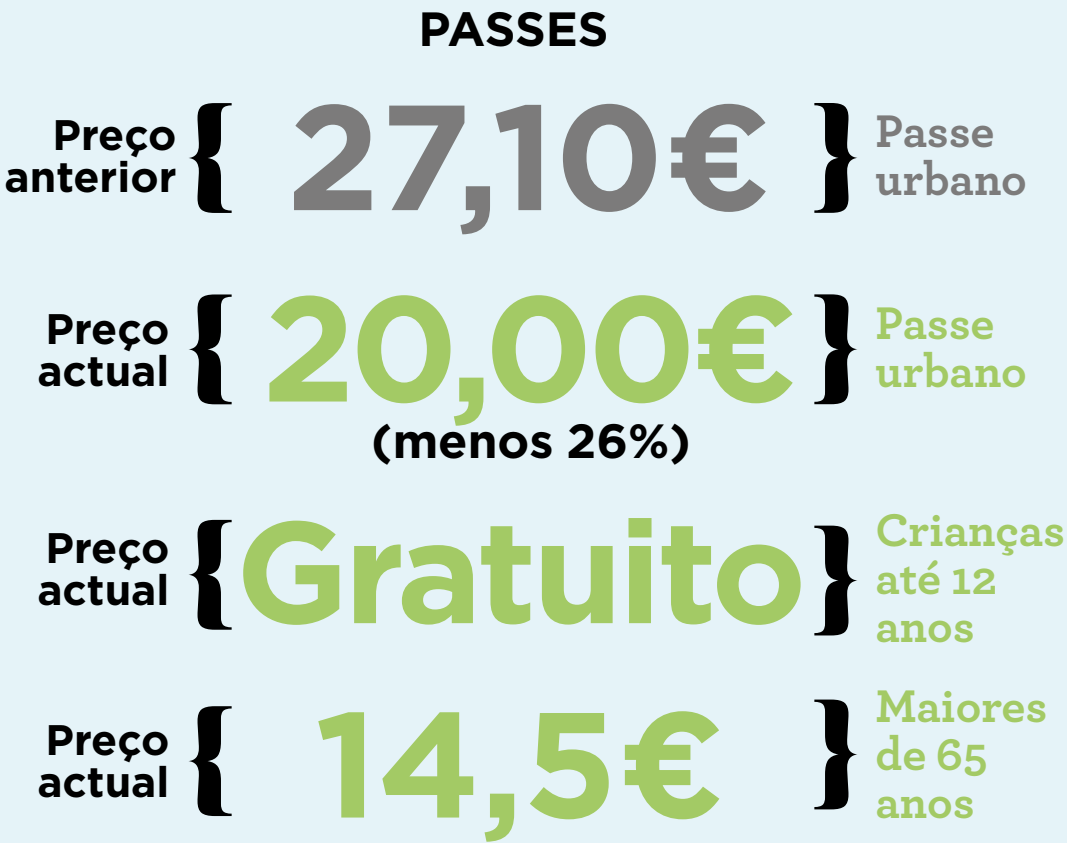 PASSES
Preço
anterior
27,10€
Passe
urbano
Preço
actual
20,00€
Passe
urbano
(menos 26%)
Preço
actual
Gratuito
Crianças
até 12
anos
Preço
actual
14,5€
Maiores
de 65
anos